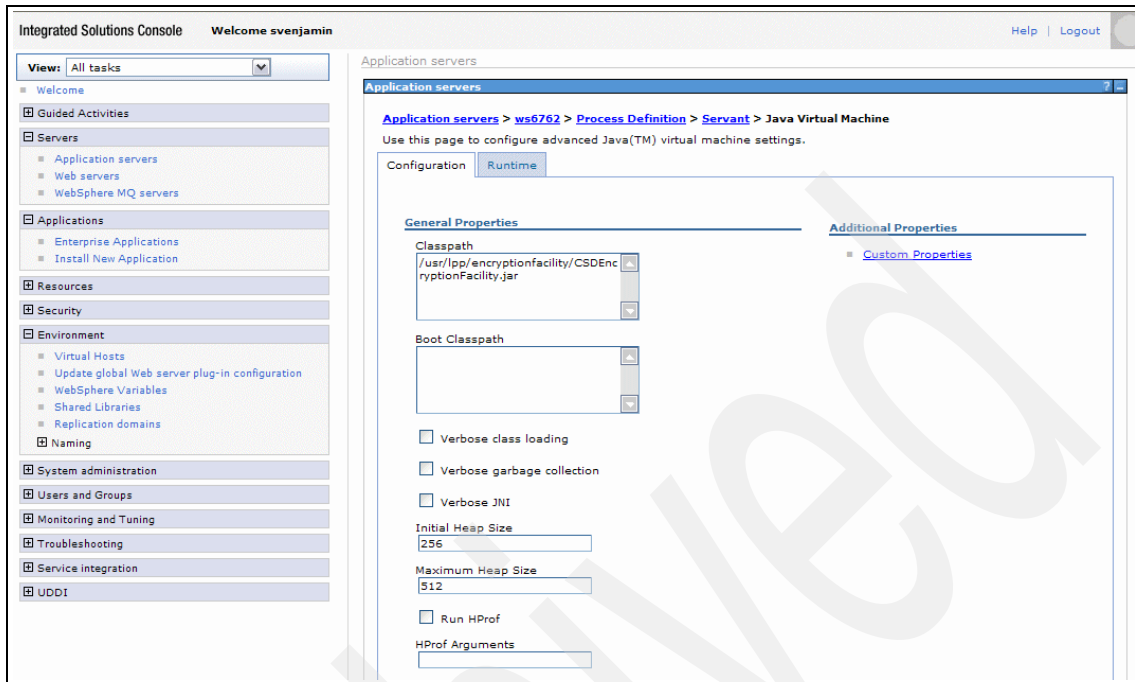 Integrated Solutions Console Welcome svenjamin Help | Logout
View: All tasks
Welcome
Guided Activities
Servers
Application servers
Web servers
WebSphere MQ servers
Applications
Enterprise Applications
Install New Application
Resources
Security
Environment
Virtual Hosts
Update global Web server plug-in configuration
WebSphere Variables
Shared Libraries
Replication domains
Naming
System administration
Users and Groups
Monitoring and Tuning
Troubleshooting
Service integration
UDDI
Application servers
Application servers ? -
Application servers > ws6762 > Process Definition > Servant > Java Virtual Machine
Use this page to configure advanced Java(TM) virtual machine settings.
Configuration Runtime
General Properties
Classpath
/usr/lpp/encryptionfacility/CSDEnc
ryptionFacility.jar
Boot Classpath
Verbose class loading
Verbose garbage collection
Verbose JNI
Initial Heap Size
256
Maximum Heap Size
512
Run HProf
HProf Arguments
Additional Properties
Custom Properties